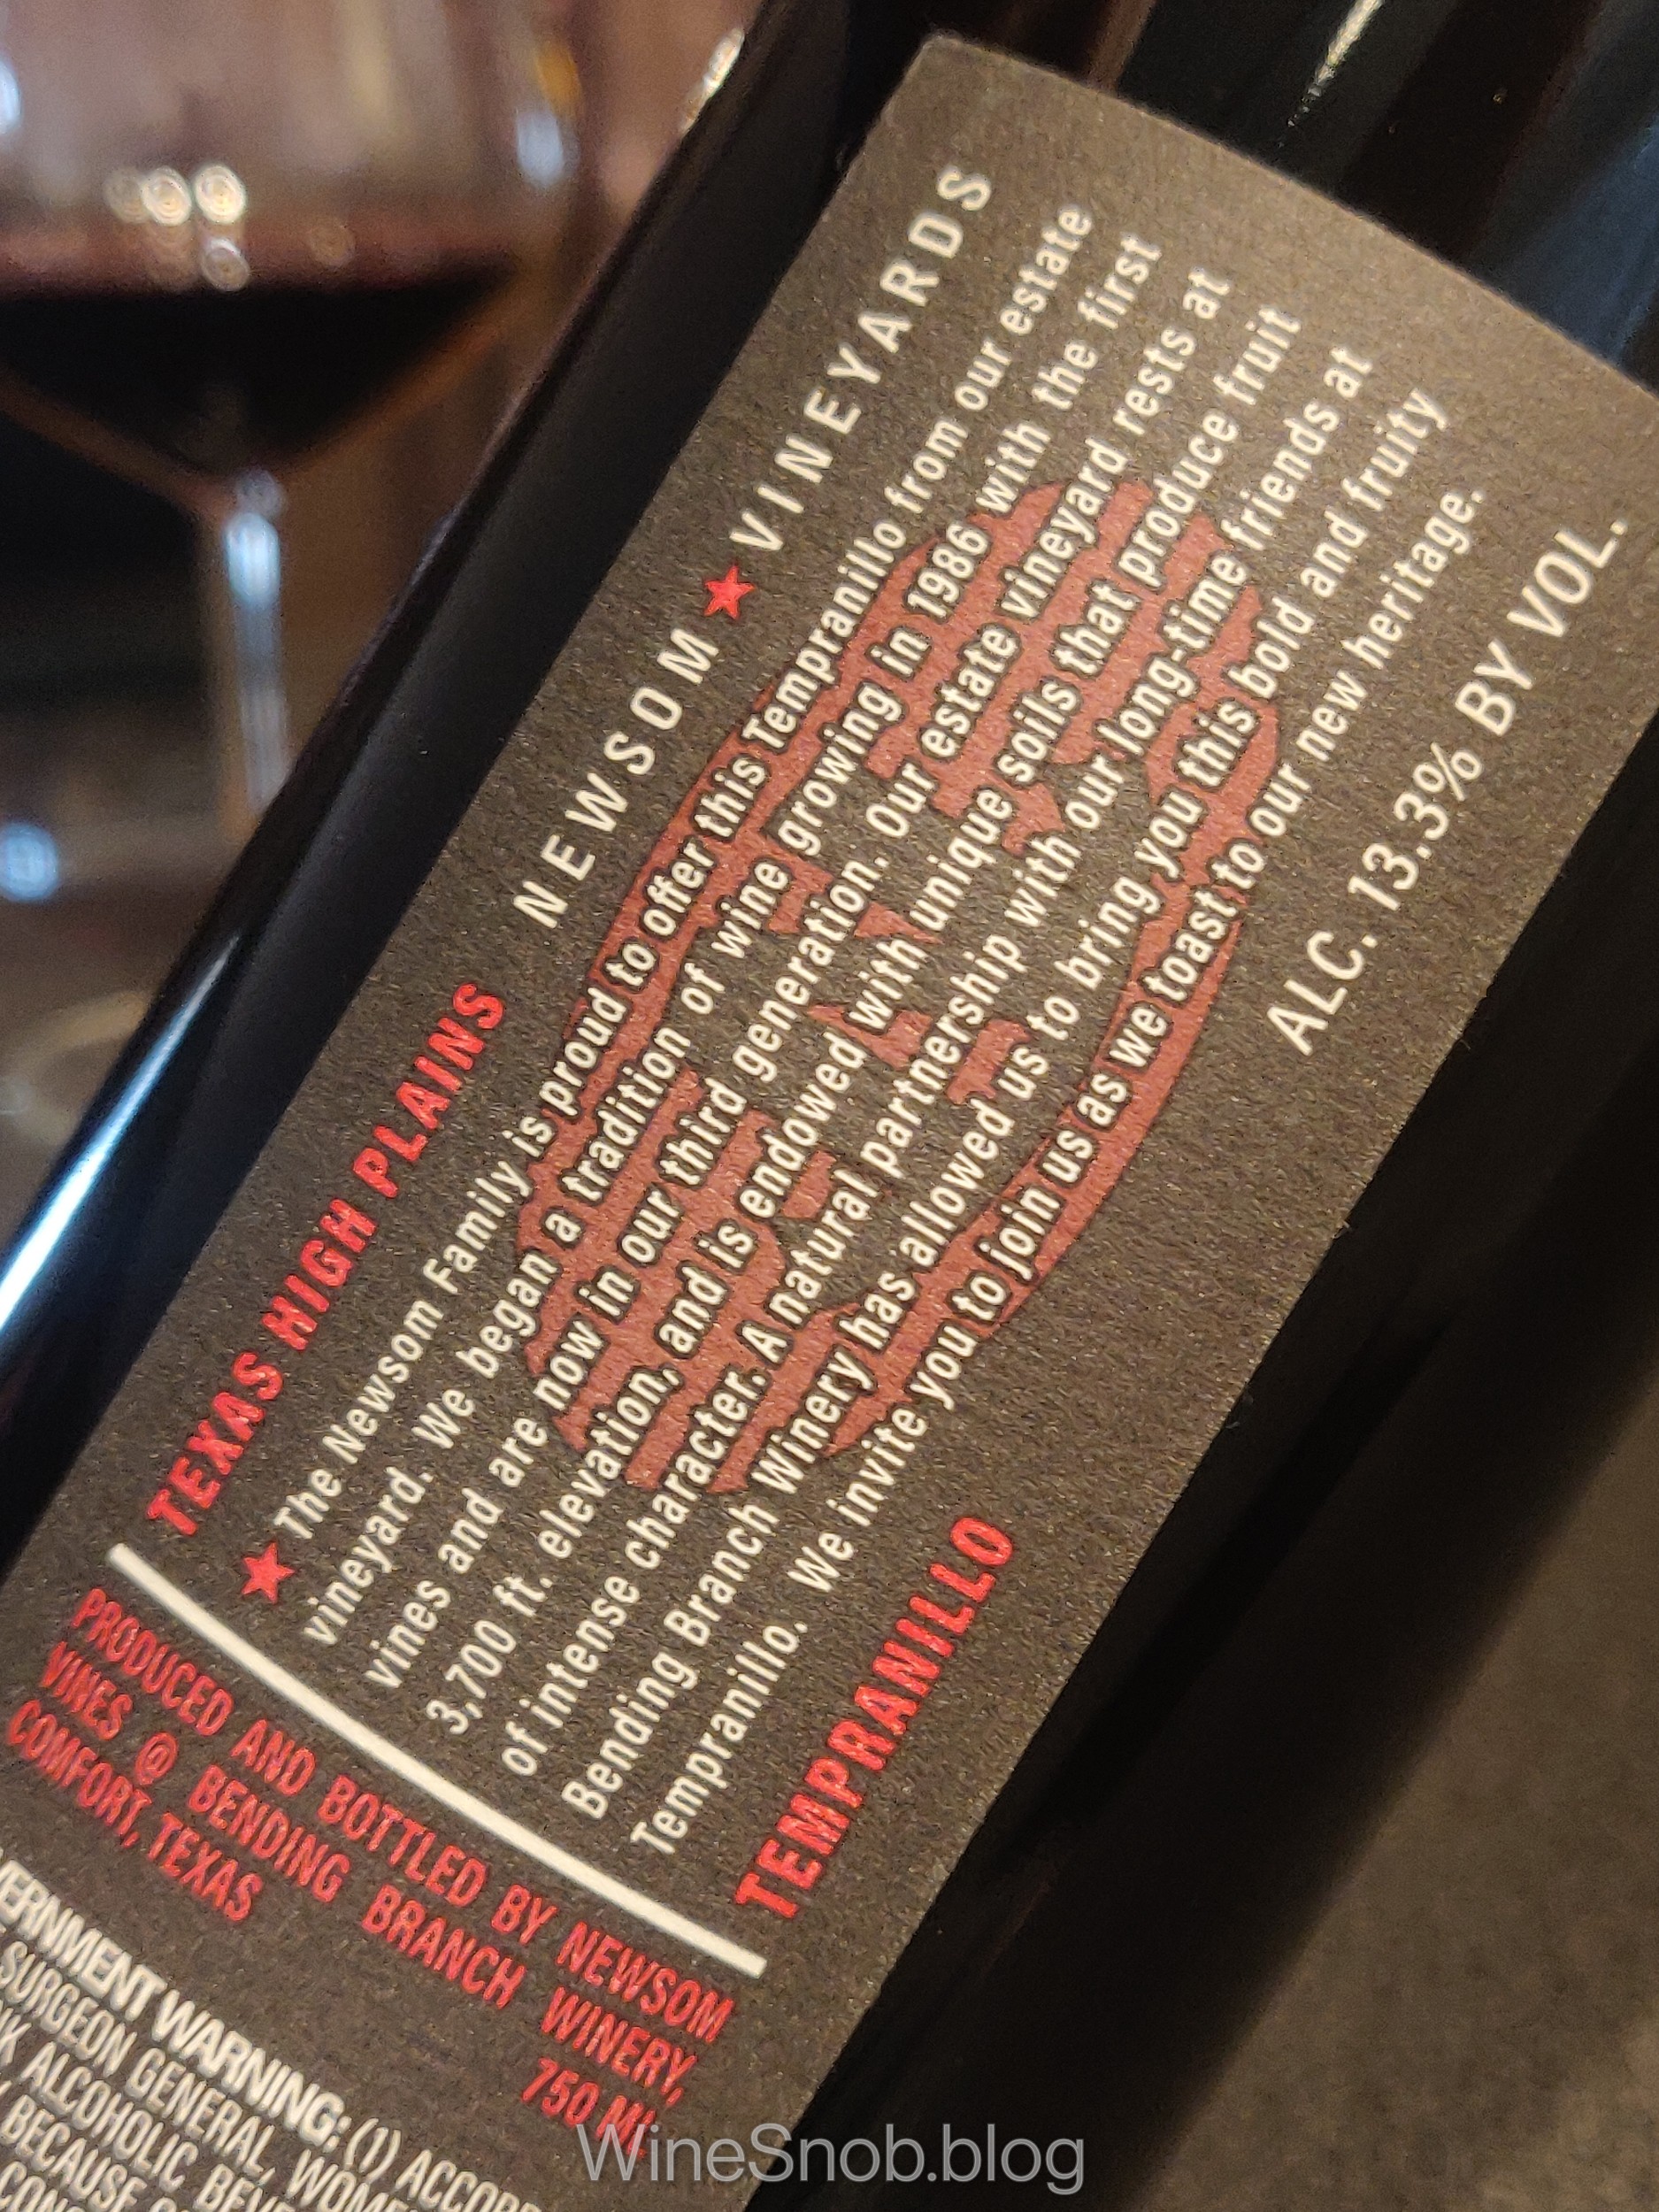 NEWSOM ★ VINEYARDS
TEXAS HIGH PLAINS
★ The Newsom Family is proud to offer this Tempranillo from our estate
vineyard. We began a tradition of wine growing in 1986 with the first
vines and are now in our third generation. Our estate vineyard rests at
3,700 ft. elevation, and is endowed with unique soils that produce fruit
of intense character. A natural partnership with our long-time friends at
Bending Branch Winery has allowed us to bring you this bold and fruity
Tempranillo. We invite you to join us as we toast to our new heritage.
TEMPRANILLO
ALC. 13.3% BY VOL.
PRODUCED AND BOTTLED BY NEWSOM
VINES @ BENDING BRANCH WINERY,
COMFORT, TEXAS
750 ML
WARNING: (1)
SURGEON GENERAL,
ALCOHOLIC
BECAUSE
WineSnob.blog